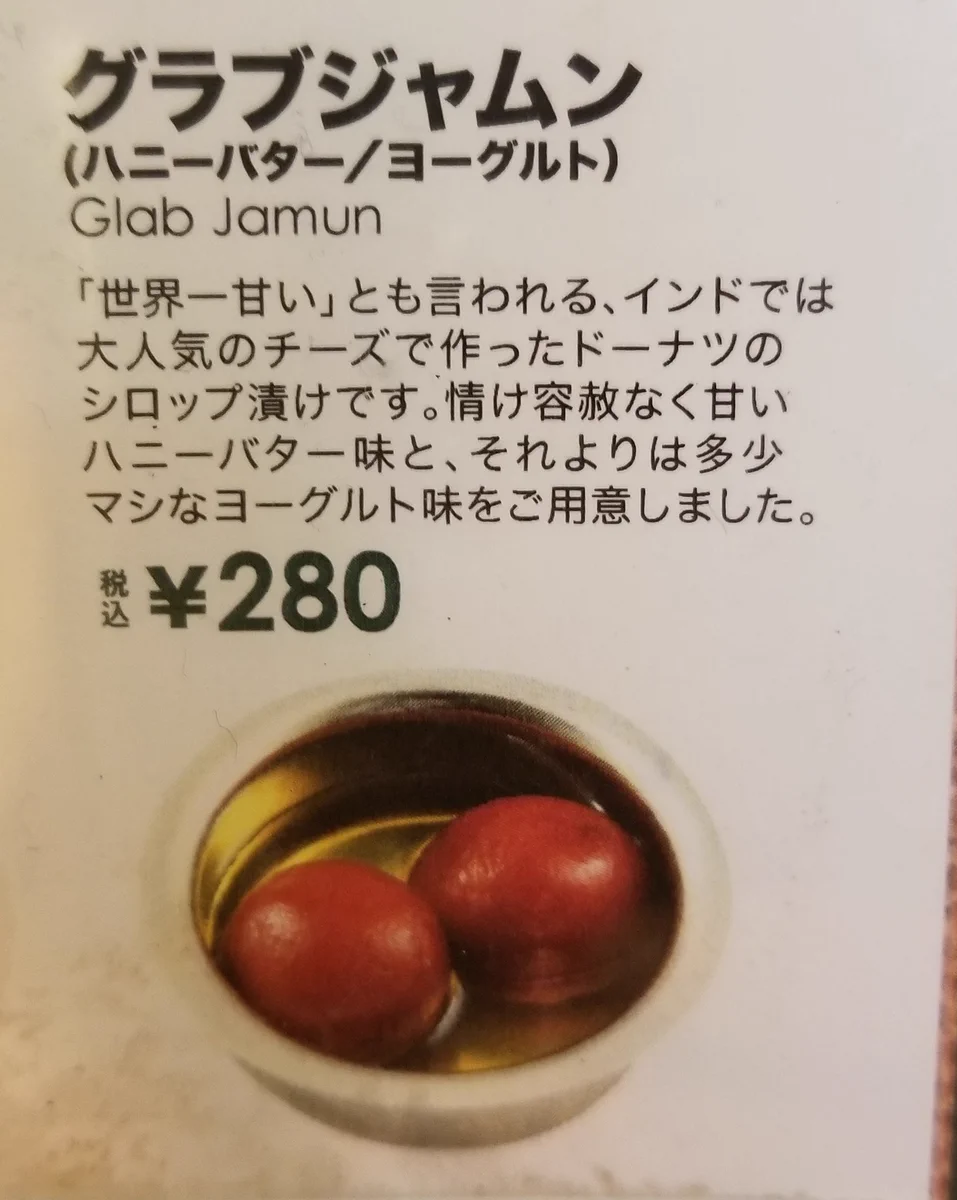 グラブジャムン
(ハニーバター/ヨーグルト)
Glab Jamun
「世界一甘い」とも言われる、インドでは
大人気のチーズで作ったドーナツの
シロップ漬けです。情け容赦なく甘い
ハニーバター味と、それよりは多少
マシなヨーグルト味をご用意しました。
税込 ¥280